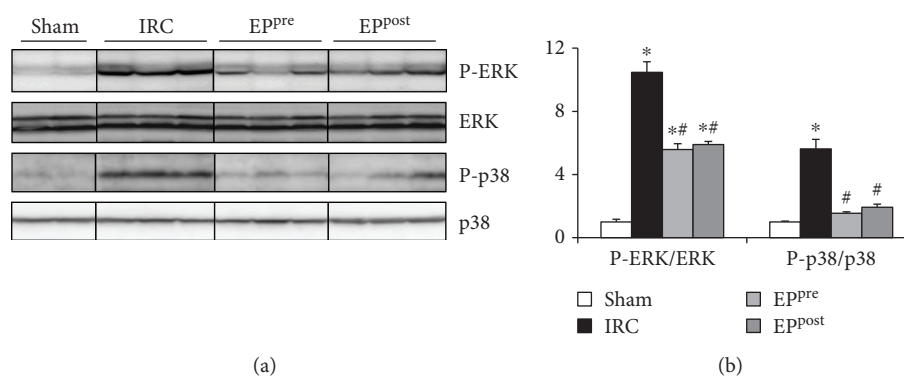 Sham IRC EPpre EPpost
P-ERK
ERK
P-p38
p38
(a)
12
8
4
0
*
*#
*#
*
#
#
P-ERK/ERK P-p38/p38
Sham EPpre
IRC EPpost
(b)